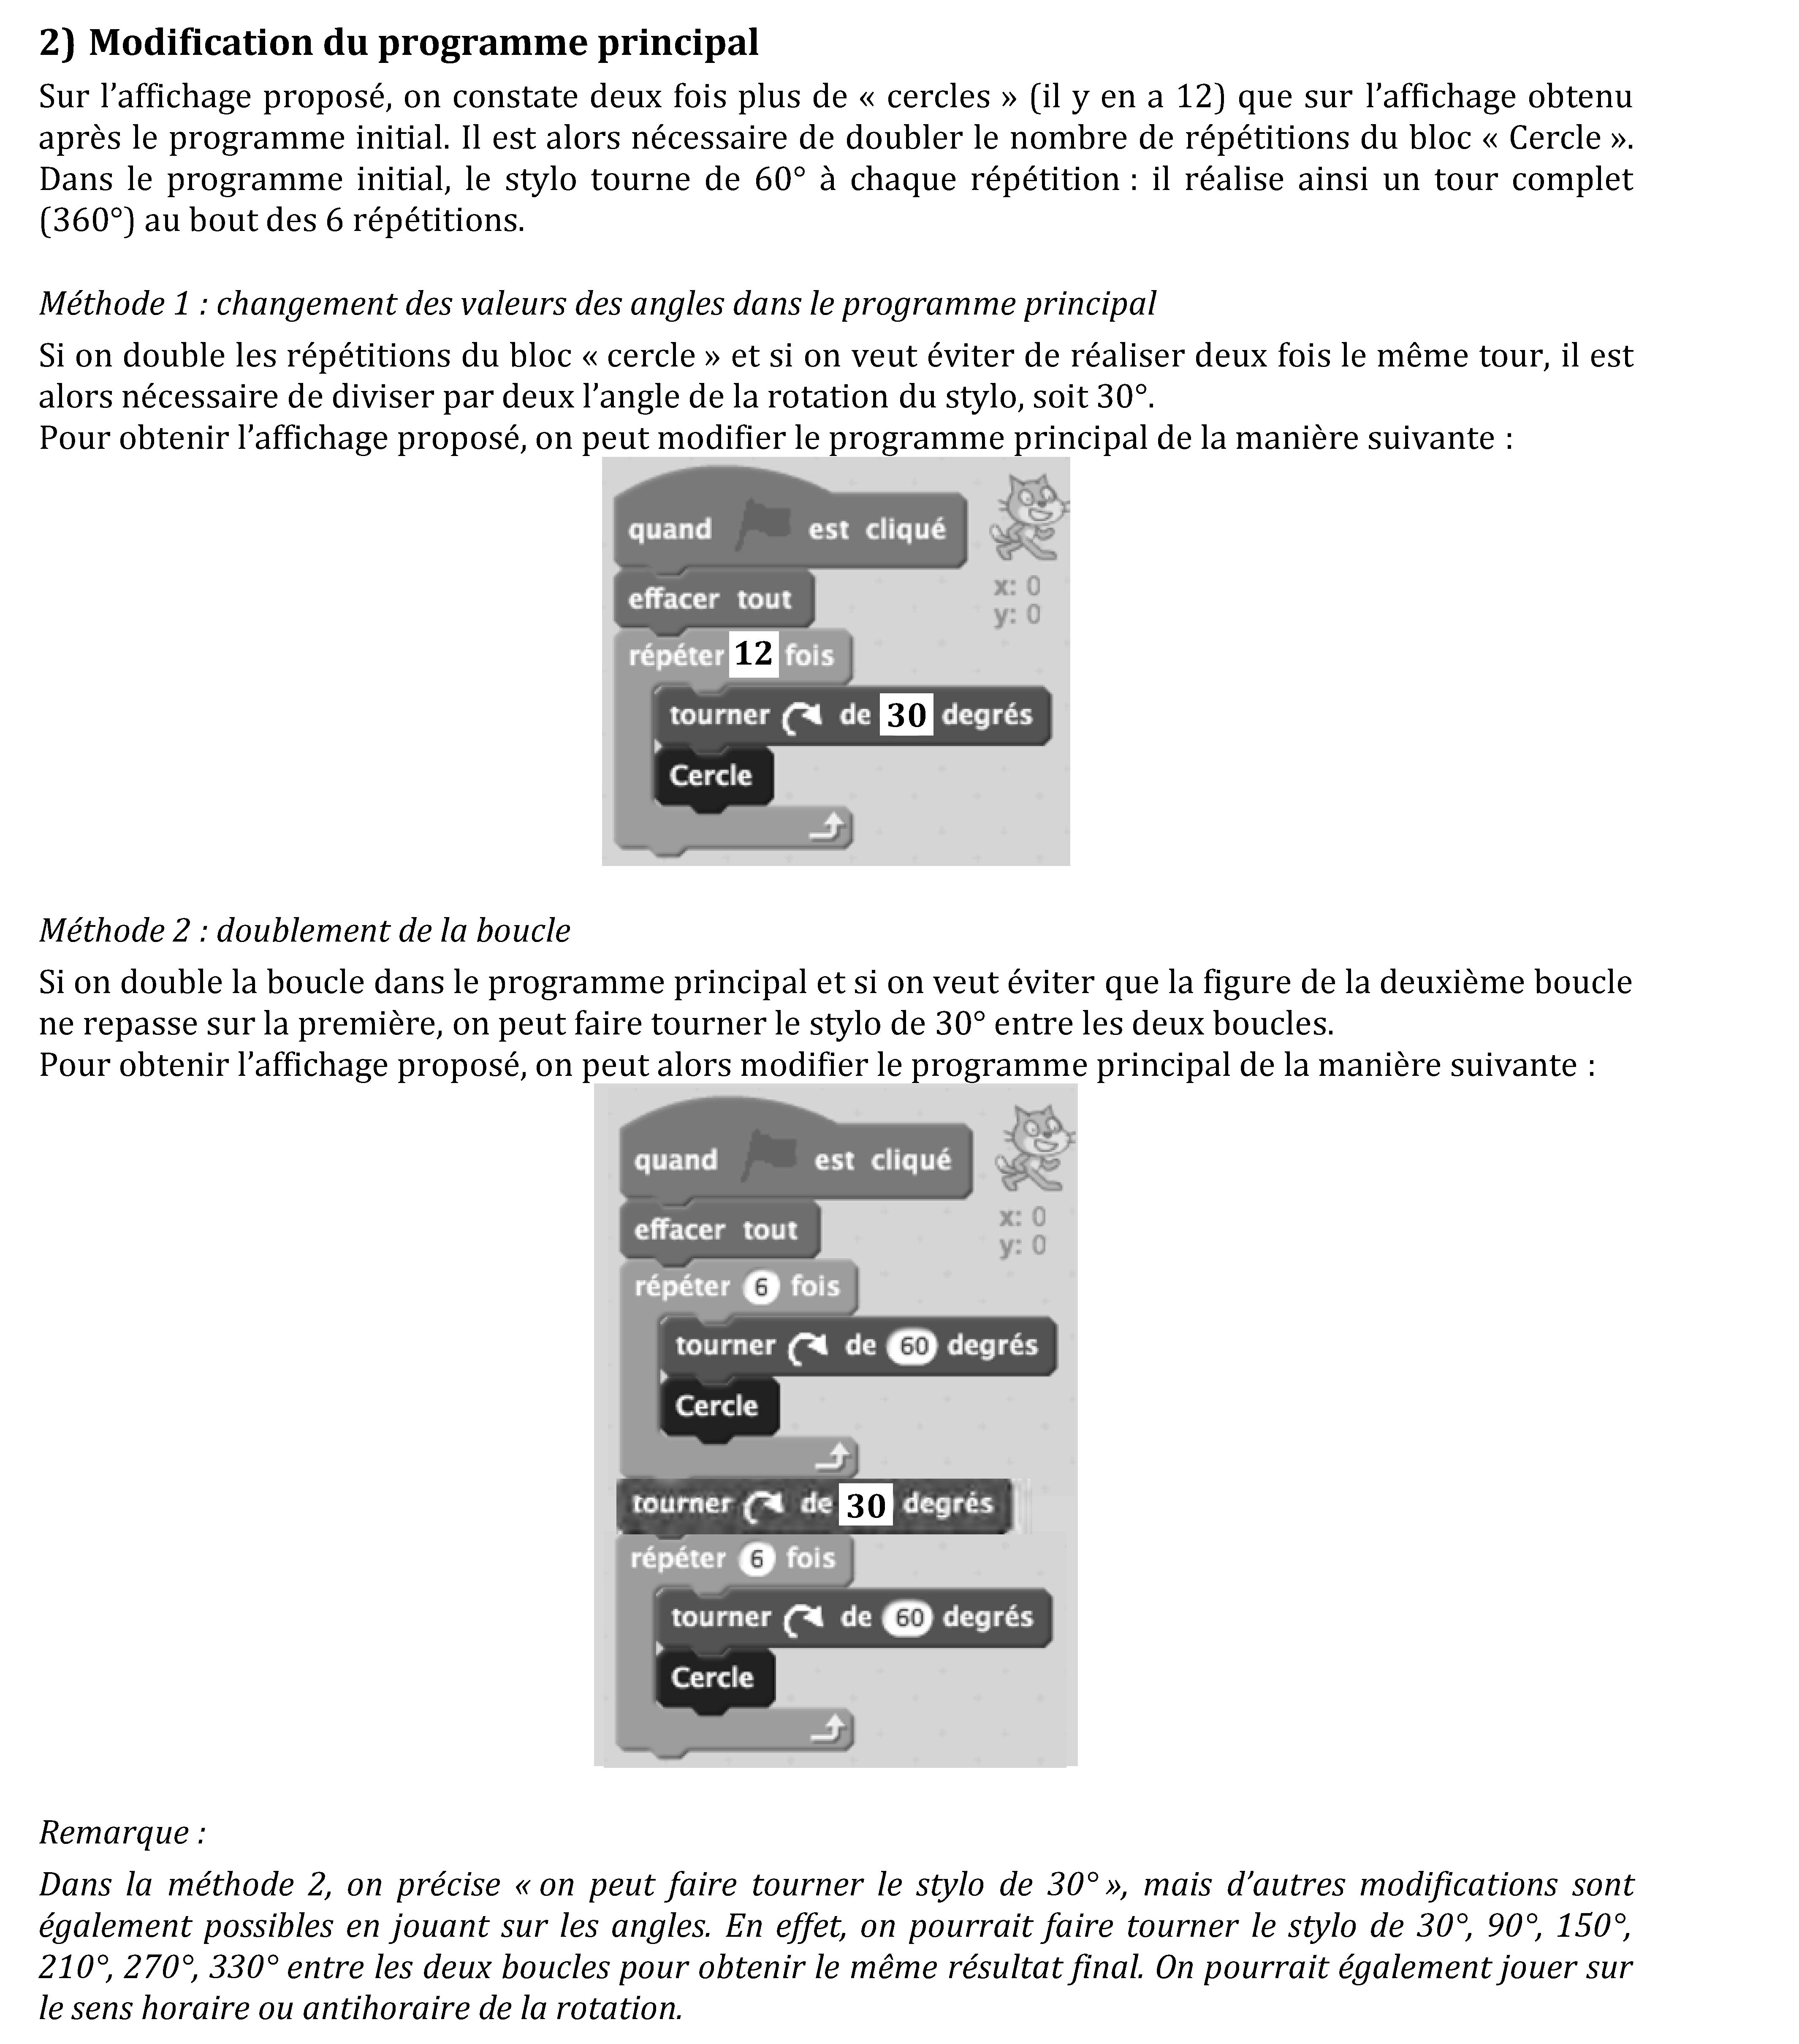 2) Modification du programme principal
Sur l’affichage proposé, on constate deux fois plus de « cercles » (il y en a 12) que sur l’affichage obtenu
après le programme initial. Il est alors nécessaire de doubler le nombre de répétitions du bloc « Cercle ».
Dans le programme initial, le stylo tourne de 60° à chaque répétition : il réalise ainsi un tour complet
(360°) au bout des 6 répétitions.
Méthode 1 : changement des valeurs des angles dans le programme principal
Si on double les répétitions du bloc « cercle » et si on veut éviter de réaliser deux fois le même tour, il est
alors nécessaire de diviser par deux l’angle de la rotation du stylo, soit 30°.
Pour obtenir l’affichage proposé, on peut modifier le programme principal de la manière suivante :
quand est cliqué
x: 0
effacer tout
y: 0
répéter 12 fois
tourner de 30 degrés
Cercle
Méthode 2 : doublement de la boucle
Si on double la boucle dans le programme principal et si on veut éviter que la figure de la deuxième boucle
ne repasse sur la première, on peut faire tourner le stylo de 30° entre les deux boucles.
Pour obtenir l’affichage proposé, on peut alors modifier le programme principal de la manière suivante :
quand est cliqué
x: 0
effacer tout
y: 0
répéter 6 fois
tourner de 60 degrés
Cercle
tourner de 30 degrés
répéter 6 fois
tourner de 60 degrés
Cercle
Remarque :
Dans la méthode 2, on précise « on peut faire tourner le stylo de 30° », mais d’autres modifications sont
également possibles en jouant sur les angles. En effet, on pourrait faire tourner le stylo de 30°, 90°, 150°,
210°, 270°, 330° entre les deux boucles pour obtenir le même résultat final. On pourrait également jouer sur
le sens horaire ou antihoraire de la rotation.